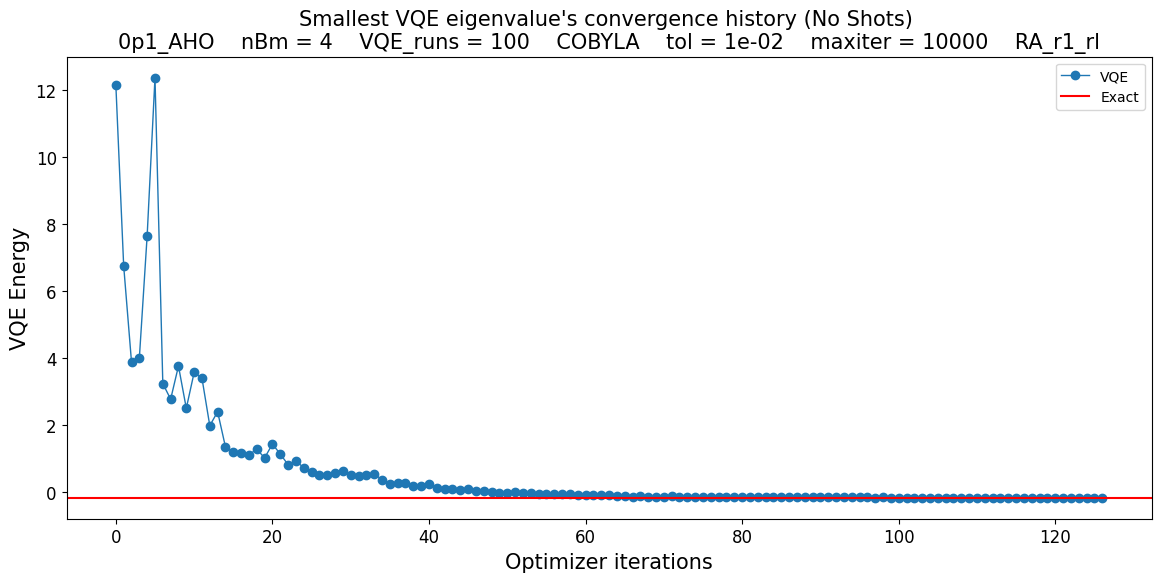 Smallest VQE eigenvalue's convergence history (No Shots)
0p1_AHO    nBm = 4    VQE_runs = 100    COBYLA    tol = 1e-02    maxiter = 10000    RA_r1_rl
VQE
Exact
12
10
8
6
4
2
0
VQE Energy
0 20 40 60 80 100 120
Optimizer iterations